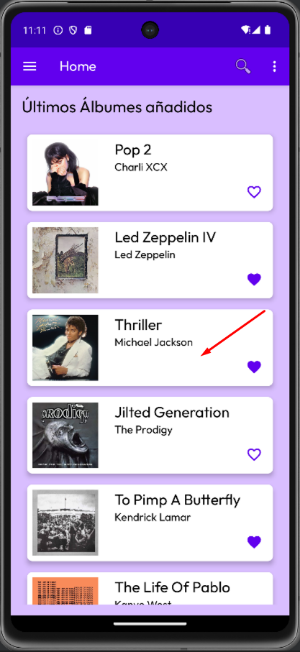 11:11
Home
Últimos Álbumes añadidos
Pop 2
Charli XCX
Led Zeppelin IV
Led Zeppelin
Thriller
Michael Jackson
Jilted Generation
The Prodigy
To Pimp A Butterfly
Kendrick Lamar
The Life Of Pablo
Kanye West